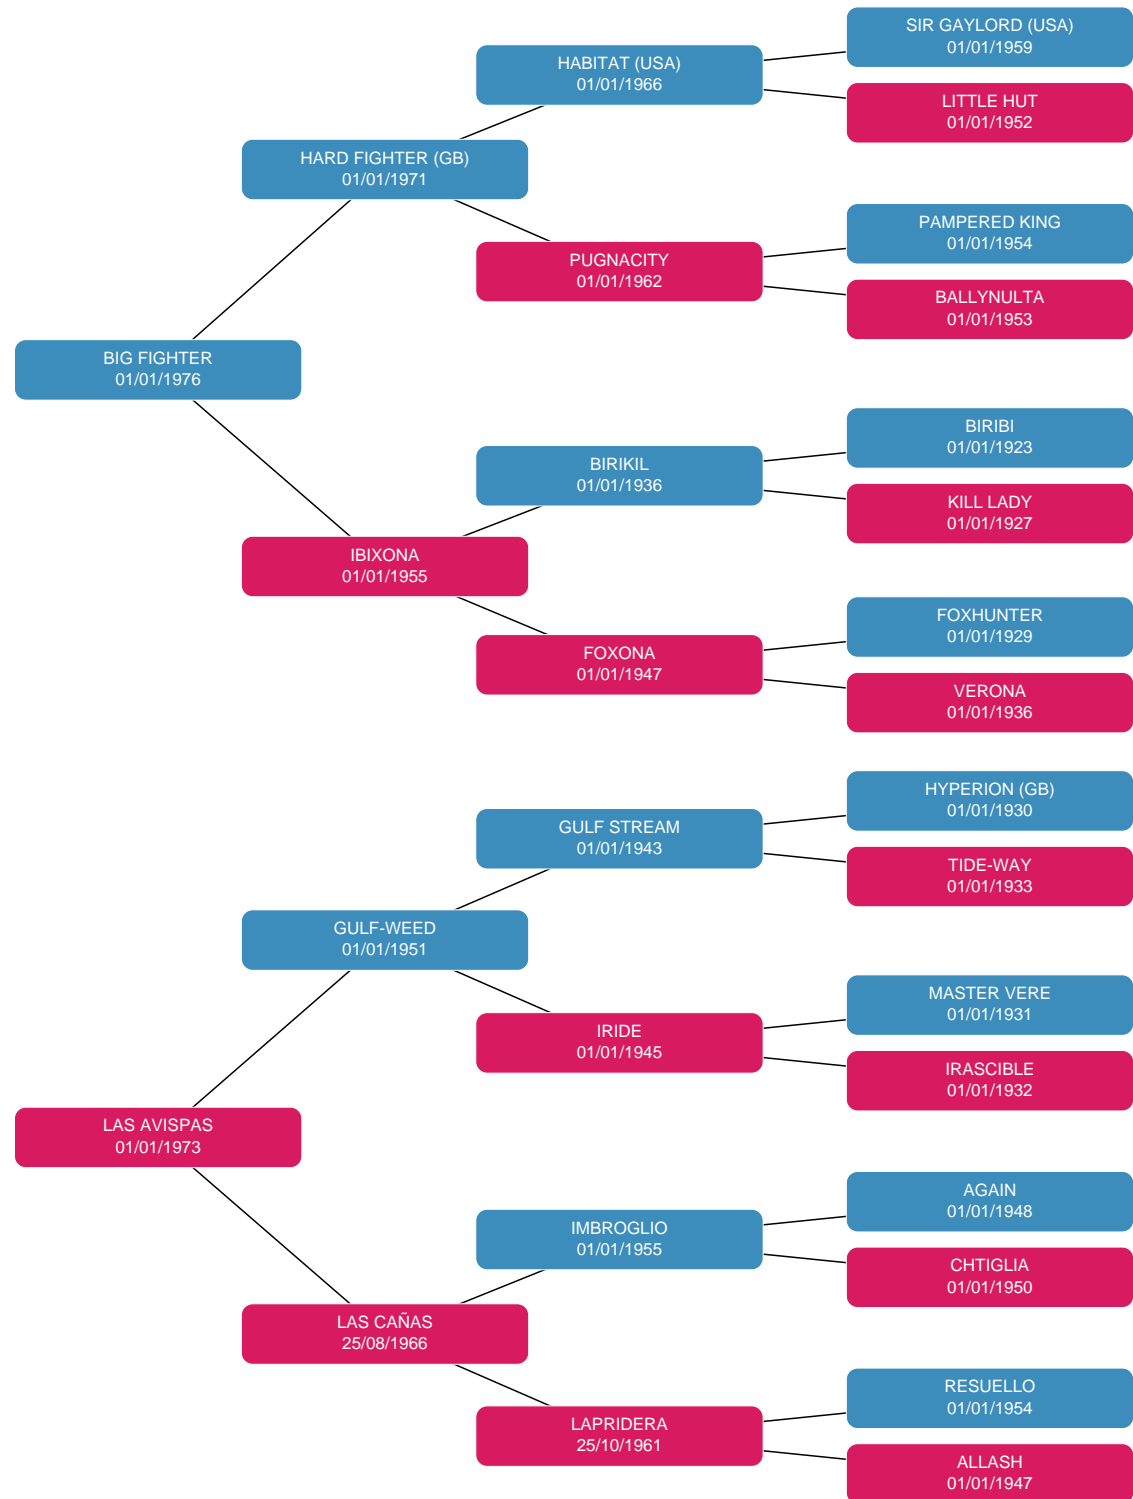 SIR GAYLORD (USA)
01/01/1959
HABITAT (USA)
01/01/1966
LITTLE HUT
01/01/1952
HARD FIGHTER (GB)
01/01/1971
PAMPERED KING
01/01/1954
PUGNACITY
01/01/1962
BALLYNULTA
01/01/1953
BIG FIGHTER
01/01/1976
BIRIBI
01/01/1923
BIRIKIL
01/01/1936
KILL LADY
01/01/1927
IBIXONA
01/01/1955
FOXHUNTER
01/01/1929
FOXONA
01/01/1947
VERONA
01/01/1936
HYPERION (GB)
01/01/1930
GULF STREAM
01/01/1943
TIDE-WAY
01/01/1933
GULF-WEED
01/01/1951
MASTER VERE
01/01/1931
IRIDE
01/01/1945
IRASCIBLE
01/01/1932
LAS AVISPAS
01/01/1973
AGAIN
01/01/1948
IMBROGLIO
01/01/1955
CHTIGLIA
01/01/1950
LAS CAÑAS
25/08/1966
RESUELLO
01/01/1954
LAPRIDERA
25/10/1961
ALLASH
01/01/1947